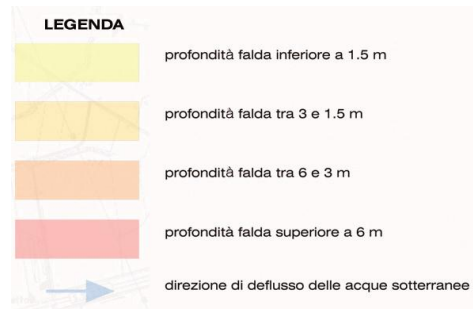 LEGENDA
profondità falda inferiore a 1.5 m
profondità falda tra 3 e 1.5 m
profondità falda tra 6 e 3 m
profondità falda superiore a 6 m
direzione di deflusso delle acque sotterranee